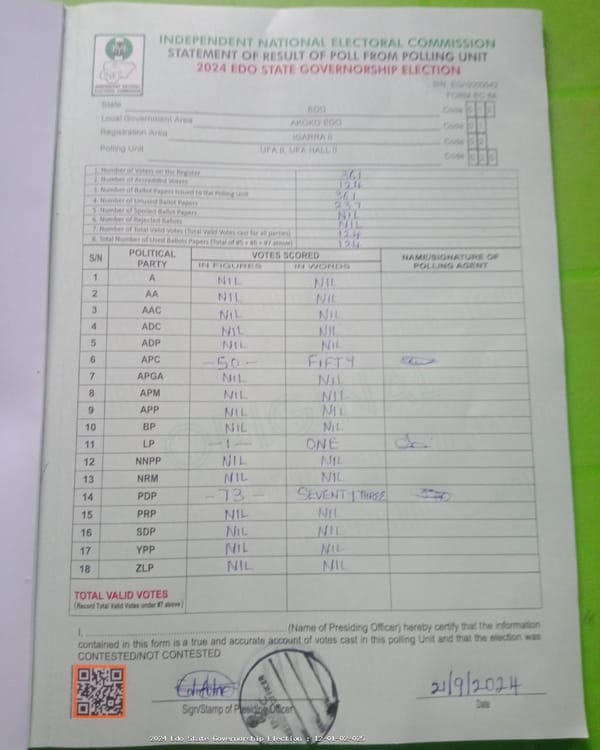 INDEPENDENT NATIONAL ELECTORAL COMMISSION
STATEMENT OF RESULT OF POLL FROM POLLING UNIT
2024 EDO STATE GOVERNORSHIP ELECTION
FORM EC 8A
State EDO Code
Local Government Area AKOKO EDO Code
Registration Area IGARRA II Code
Polling Unit UFA II, UFA HALL II Code
1. Number of Voters on the Register 361
2. Number of Accredited Voters 124
3. Number of Ballot Papers Issued to the Polling Unit 361
4. Number of Unused Ballot Papers 237
5. Number of Spoiled Ballot Papers NIL
6. Number of Rejected Ballots NIL
7. Number of Total Valid Votes (Total Valid Votes cast for all parties) 124
8. Total Number of Used Ballots Papers (Total of #5 + #6 + #7 above) 124
S/N POLITICAL PARTY VOTES SCORED NAME/SIGNATURE OF POLLING AGENT
IN FIGURES IN WORDS
1 A NIL NIL
2 AA NIL NIL
3 AAC NIL NIL
4 ADC NIL NIL
5 ADP NIL NIL
6 APC -50- FIFTY
7 APGA NIL NIL
8 APM NIL NIL
9 APP NIL NIL
10 BP NIL NIL
11 LP -1- ONE
12 NNPP NIL NIL
13 NRM NIL NIL
14 PDP -73- SEVENTY THREE
15 PRP NIL NIL
16 SDP NIL NIL
17 YPP NIL NIL
18 ZLP NIL NIL
TOTAL VALID VOTES
(Record Total Valid Votes under #7 above)
I, (Name of Presiding Officer) hereby certify that the information
contained in this form is a true and accurate account of votes cast in this polling Unit and that the election was
CONTESTED/NOT CONTESTED
21/9/2024
Sign/Stamp of Presiding Officer Date
2024 Edo State Governorship Election : 12-01-02-025